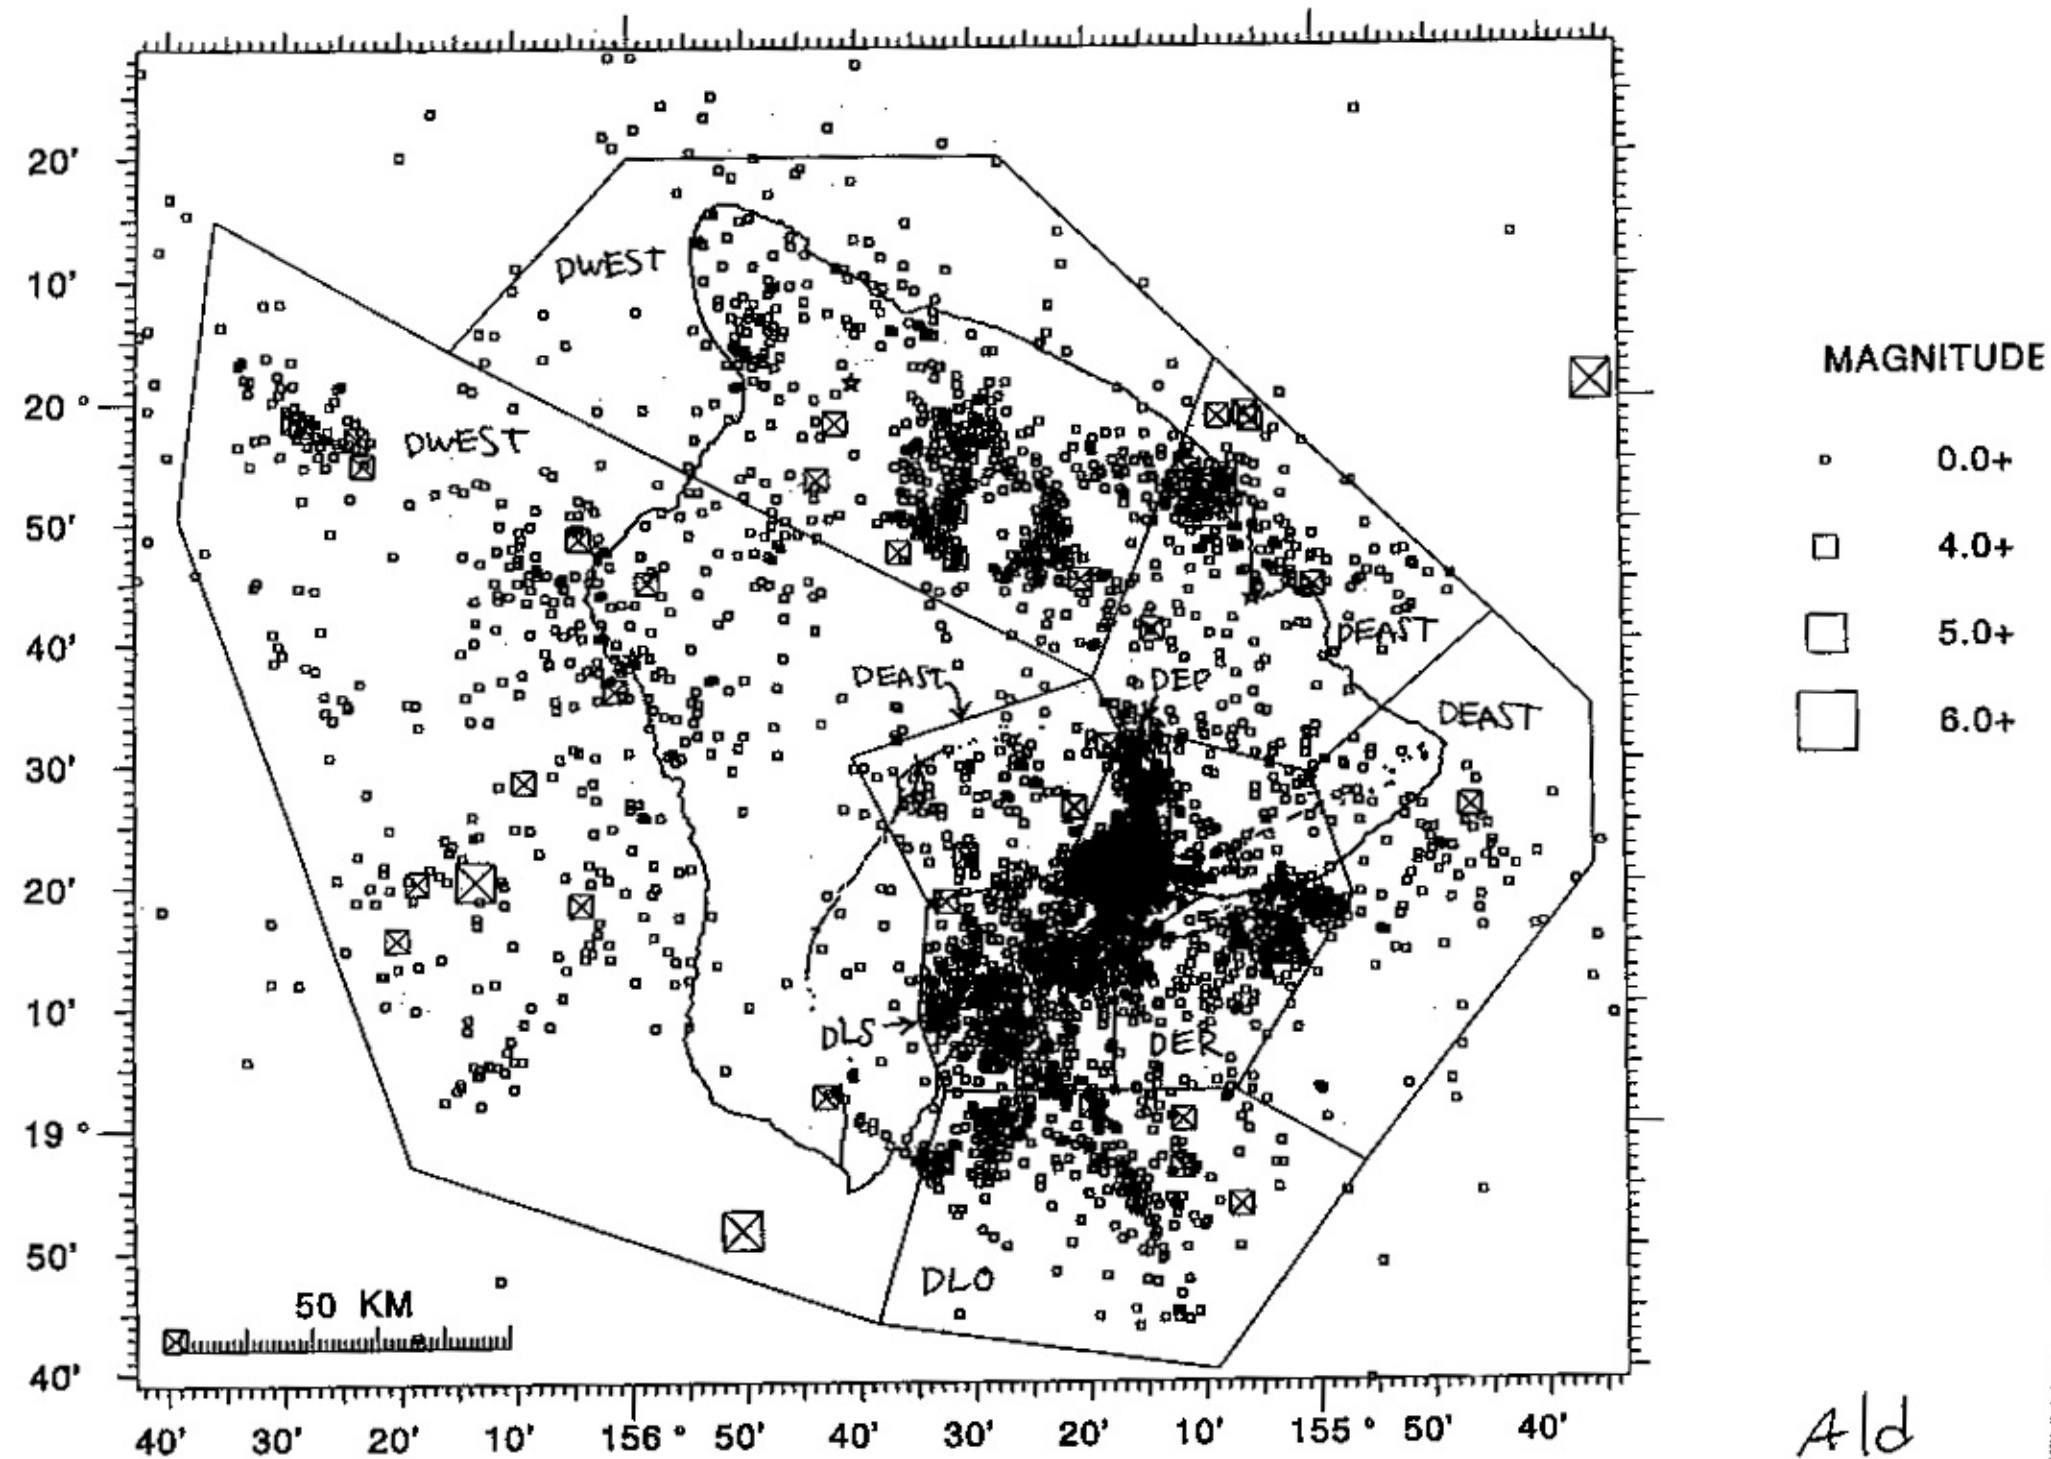 20'
10'
20°
50'
40'
30'
20'
10'
19°
50'
40'
DWEST
DWEST
DEAST
DEP
DEAST
DEAST
DLS
DER
DLO
50 KM
40' 30' 20' 10' 156° 50' 40' 30' 20' 10' 155° 50' 40'
MAGNITUDE
0.0+
4.0+
5.0+
6.0+
A1d